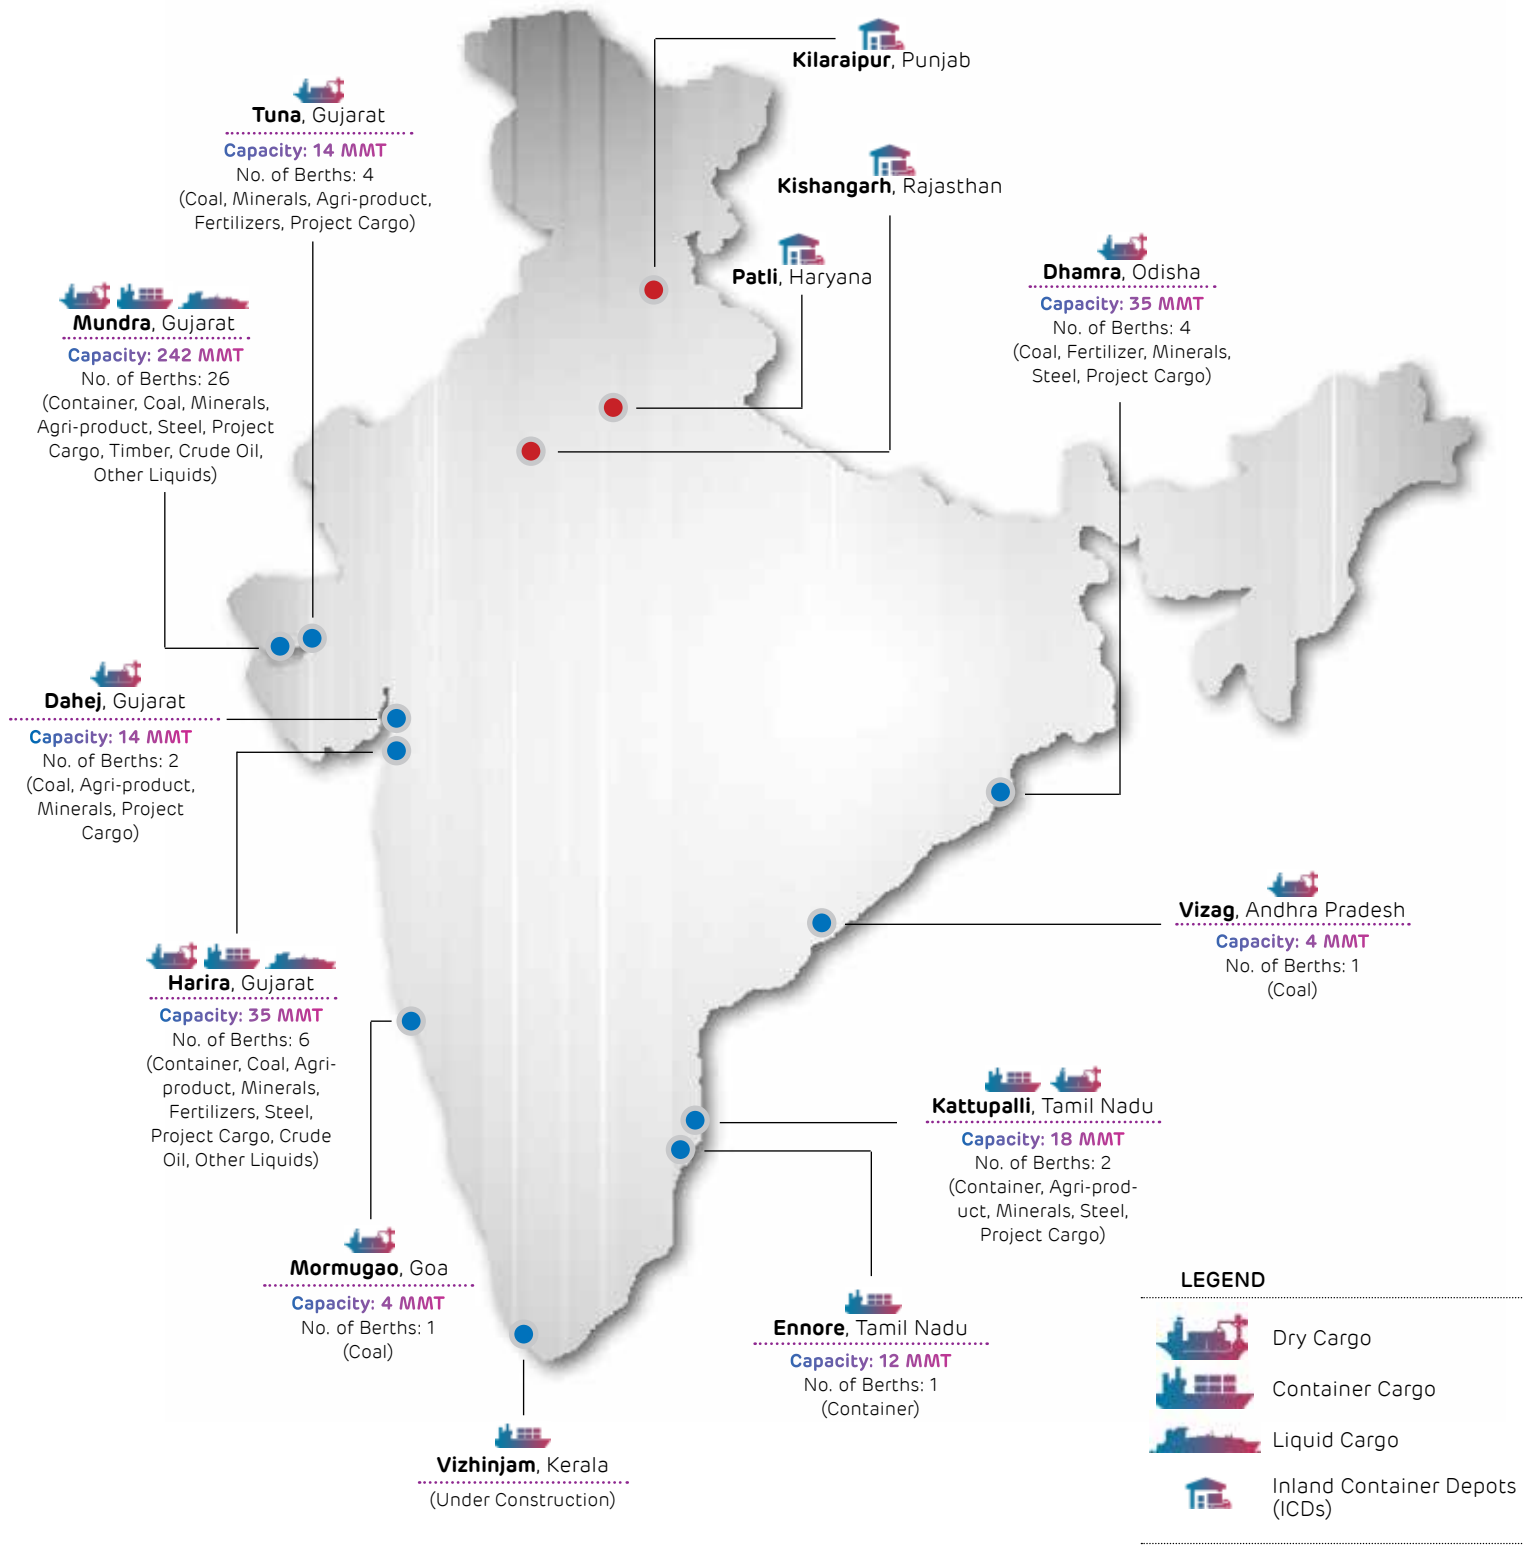 Kilaraipur, Punjab
Tuna, Gujarat
Capacity: 14 MMT
No. of Berths: 4
(Coal, Minerals, Agri-product,
Fertilizers, Project Cargo)
Kishangarh, Rajasthan
Patli, Haryana
Dhamra, Odisha
Capacity: 35 MMT
No. of Berths: 4
(Coal, Fertilizer, Minerals,
Steel, Project Cargo)
Mundra, Gujarat
Capacity: 242 MMT
No. of Berths: 26
(Container, Coal, Minerals,
Agri-product, Steel, Project
Cargo, Timber, Crude Oil,
Other Liquids)
Dahej, Gujarat
Capacity: 14 MMT
No. of Berths: 2
(Coal, Agri-product,
Minerals, Project
Cargo)
Vizag, Andhra Pradesh
Capacity: 4 MMT
No. of Berths: 1
(Coal)
Harira, Gujarat
Capacity: 35 MMT
No. of Berths: 6
(Container, Coal, Agri-
product, Minerals,
Fertilizers, Steel,
Project Cargo, Crude
Oil, Other Liquids)
Kattupalli, Tamil Nadu
Capacity: 18 MMT
No. of Berths: 2
(Container, Agri-prod-
uct, Minerals, Steel,
Project Cargo)
Mormugao, Goa
Capacity: 4 MMT
No. of Berths: 1
(Coal)
Ennore, Tamil Nadu
Capacity: 12 MMT
No. of Berths: 1
(Container)
Vizhinjam, Kerala
(Under Construction)
LEGEND
Dry Cargo
Container Cargo
Liquid Cargo
Inland Container Depots
(ICDs)